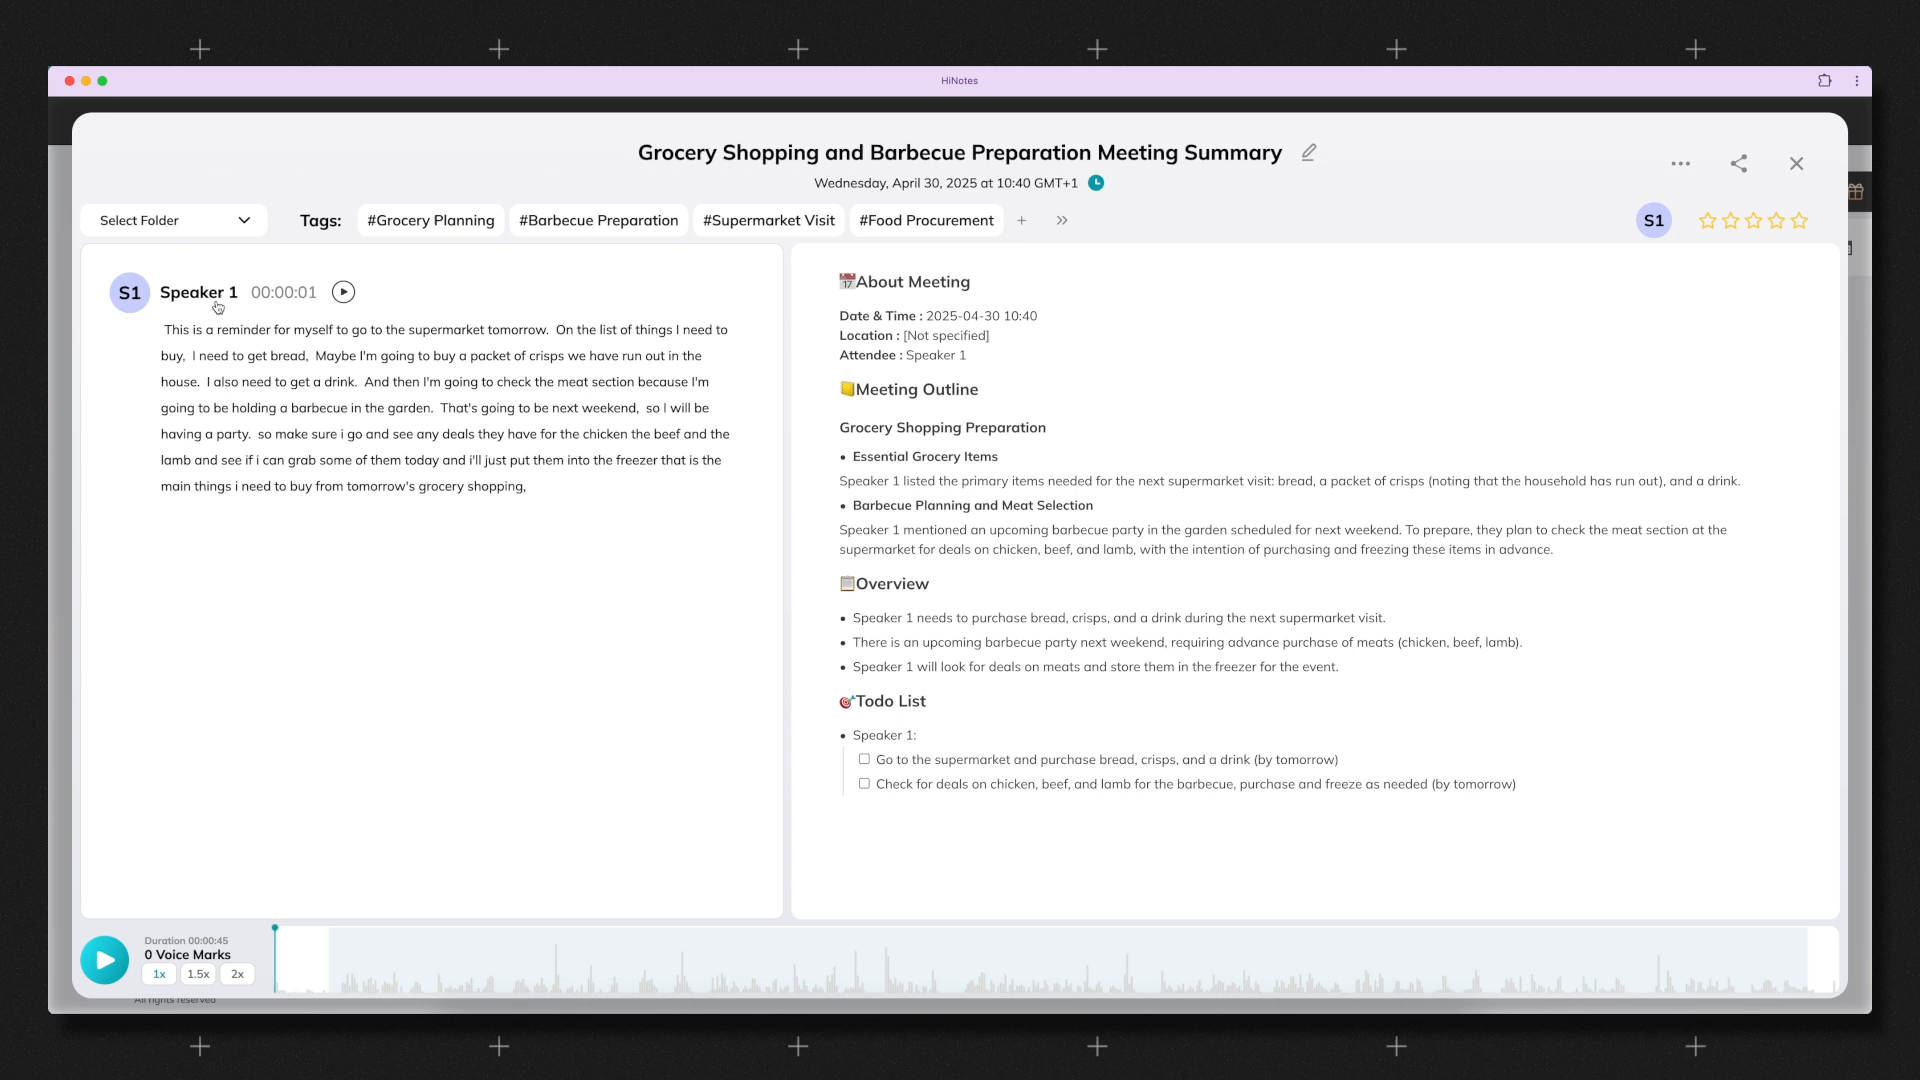 HiNotes
Grocery Shopping and Barbecue Preparation Meeting Summary
Wednesday, April 30, 2025 at 10:40 GMT+1
Select Folder
Tags:
#Grocery Planning
#Barbecue Preparation
#Supermarket Visit
#Food Procurement
S1
S1
Speaker 1
00:00:01
This is a reminder for myself to go to the supermarket tomorrow. On the list of things I need to
buy, I need to get bread, Maybe I'm going to buy a packet of crisps we have run out in the
house. I also need to get a drink. And then I'm going to check the meat section because I'm
going to be holding a barbecue in the garden. That's going to be next weekend, so I will be
having a party. so make sure i go and see any deals they have for the chicken the beef and the
lamb and see if i can grab some of them today and i'll just put them into the freezer that is the
main things i need to buy from tomorrow's grocery shopping,
About Meeting
Date & Time : 2025-04-30 10:40
Location : [Not specified]
Attendee : Speaker 1
Meeting Outline
Grocery Shopping Preparation
• Essential Grocery Items
Speaker 1 listed the primary items needed for the next supermarket visit: bread, a packet of crisps (noting that the household has run out), and a drink.
• Barbecue Planning and Meat Selection
Speaker 1 mentioned an upcoming barbecue party in the garden scheduled for next weekend. To prepare, they plan to check the meat section at the
supermarket for deals on chicken, beef, and lamb, with the intention of purchasing and freezing these items in advance.
Overview
• Speaker 1 needs to purchase bread, crisps, and a drink during the next supermarket visit.
• There is an upcoming barbecue party next weekend, requiring advance purchase of meats (chicken, beef, lamb).
• Speaker 1 will look for deals on meats and store them in the freezer for the event.
Todo List
• Speaker 1:
Go to the supermarket and purchase bread, crisps, and a drink (by tomorrow)
Check for deals on chicken, beef, and lamb for the barbecue, purchase and freeze as needed (by tomorrow)
Duration 00:00:45
0 Voice Marks
1x
1.5x
2x
All rights reserved